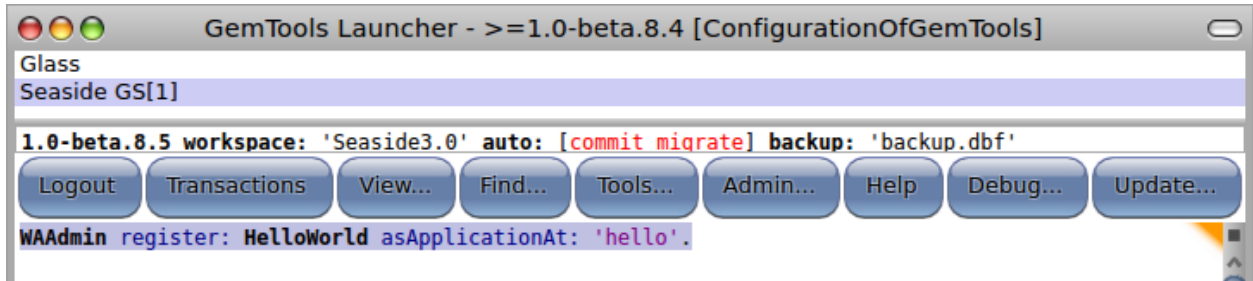 GemTools Launcher - >=1.0-beta.8.4 [ConfigurationOfGemTools]
Glass
Seaside GS[1]
1.0-beta.8.5 workspace: 'Seaside3.0' auto: [commit migrate] backup: 'backup.dbf'
Logout Transactions View... Find... Tools... Admin... Help Debug... Update...
WAAdmin register: HelloWorld asApplicationAt: 'hello'.